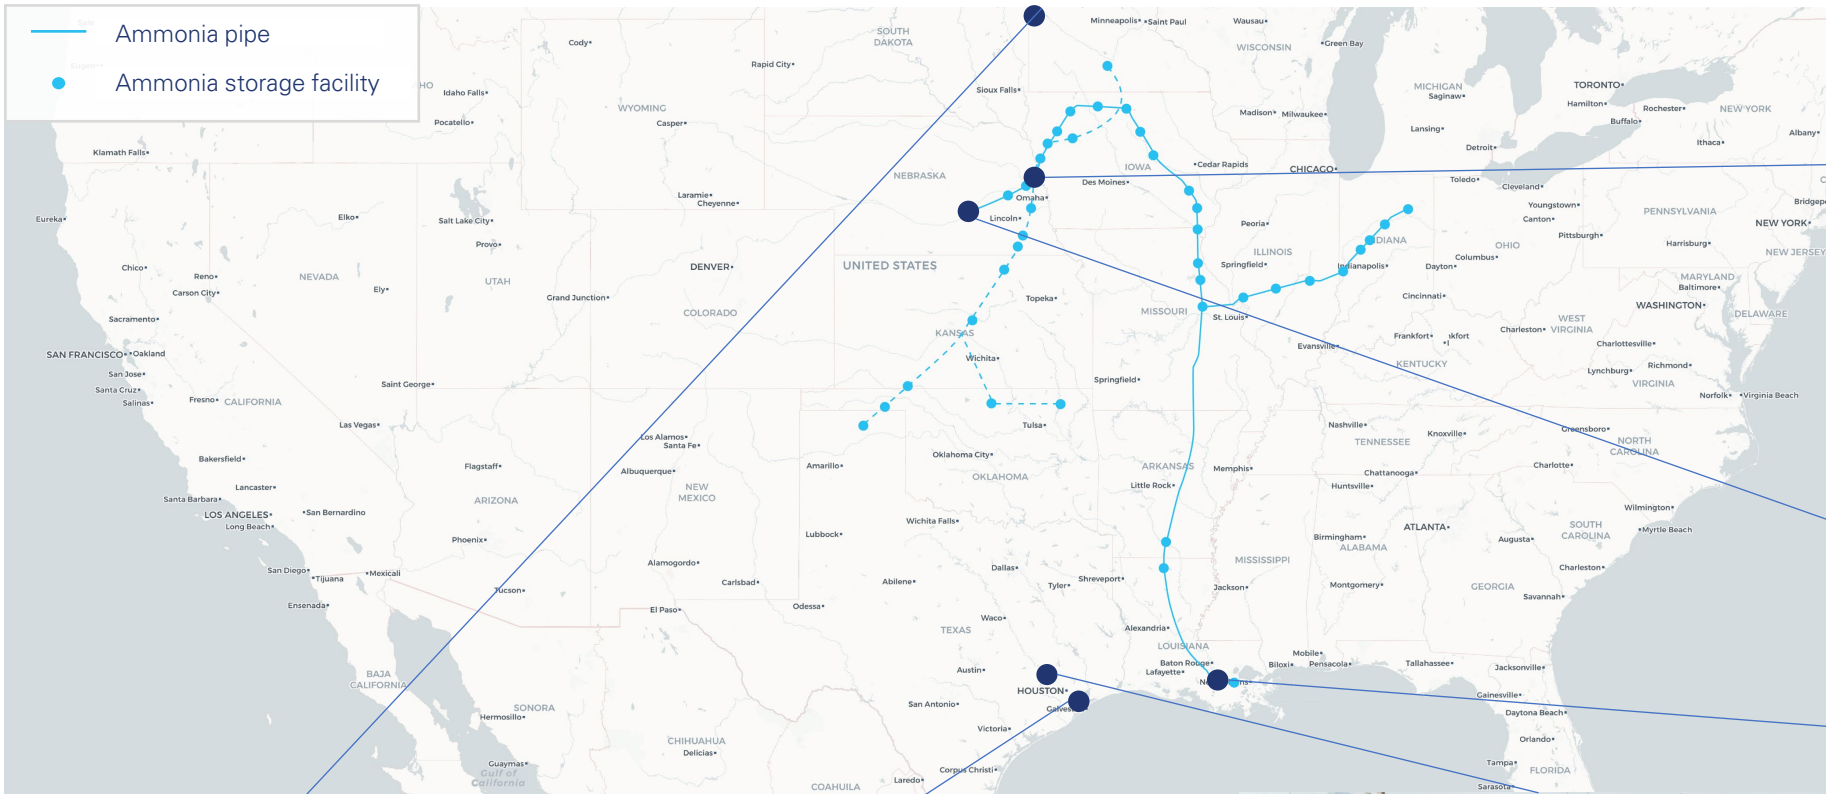 Ammonia pipe
Ammonia storage facility
Minneapolis
Saint Paul
Wausau
SOUTH
DAKOTA
Cody
Green Bay
WISCONSIN
Rapid City
Idaho Falls
HO
Sioux Falls
MICHIGAN
Saginaw
TORONTO
Hamilton
Rochester
NEW YORK
WYOMING
Casper
Pocatello
Madison
Milwaukee
Buffalo
Lansing
Albany
Ithaca
Klamath Falls
Detroit
IOWA
Cedar Rapids
CHICAGO
NEBRASKA
Des Moines
Toledo
Cleveland
Laramie
Cheyenne
Omaha
Youngstown
Bridgep
Eureka
Elko
Salt Lake City
Lincoln
Peoria
Canton
PENNSYLVANIA
NEW YORK
Provo
Pittsburgh
Harrisburg
DIANA
OHIO
ILLINOIS
NEW JERSEY
Chico
Reno
NEVADA
UTAH
DENVER
UNITED STATES
Springfield
Indianapolis
Dayton
Columbus
MARYLAND
Baltimore
Carson City
Ely
Grand Junction
Topeka
Cincinnati
WASHINGTON
Sacramento
COLORADO
MISSOURI
St. Louis
WEST
VIRGINIA
DELAWARE
KANSAS
Charleston
Frankfort
kfort
Charlottesville
SAN FRANCISCO
Oakland
Wichita
Evansville
KENTUCKY
Richmond
San Jose
Lynchburg
VIRGINIA
Santa Cruz
Saint George
Springfield
Salinas
Fresno
CALIFORNIA
Norfolk
Virginia Beach
Las Vegas
Tulsa
Nashville
Knoxville
Greensboro
Los Alamos
Santa Fe
TENNESSEE
NORTH
CAROLINA
Bakersfield
Flagstaff
Albuquerque
Amarillo
Oklahoma City
OKLAHOMA
ARKANSAS
Memphis
Chattanooga
Charlotte
Lancaster
Santa Barbara
ARIZONA
NEW
MEXICO
Little Rock
Huntsville
LOS ANGELES
Long Beach
San Bernardino
Wichita Falls
Wilmington
ATLANTA
SOUTH
CAROLINA
Myrtle Beach
Phoenix
Lubbock
Birmingham
ALABAMA
Augusta
San Diego
Tijuana
Mexicali
Alamogordo
Carlsbad
Abilene
Dallas
Tyler
Shreveport
MISSISSIPPI
Jackson
Montgomery
GEORGIA
Charleston
Savannah
Tucson
Ensenada
El Paso
Odessa
Waco
TEXAS
Alexandria
LOUISIANA
Mobile
Biloxi
Pensacola
Tallahassee
Jacksonville
BAJA
CALIFORNIA
Austin
Baton Rouge
Lafayette
HOUSTON
Gainesville
San Antonio
SONORA
Hermosillo
Victoria
Daytona Beach
CHIHUAHUA
Delicias
Orlando
Guaymas
Gulf of
California
Corpus Christi
Laredo
COAHUILA
Tampa
FLORIDA
Sarasota